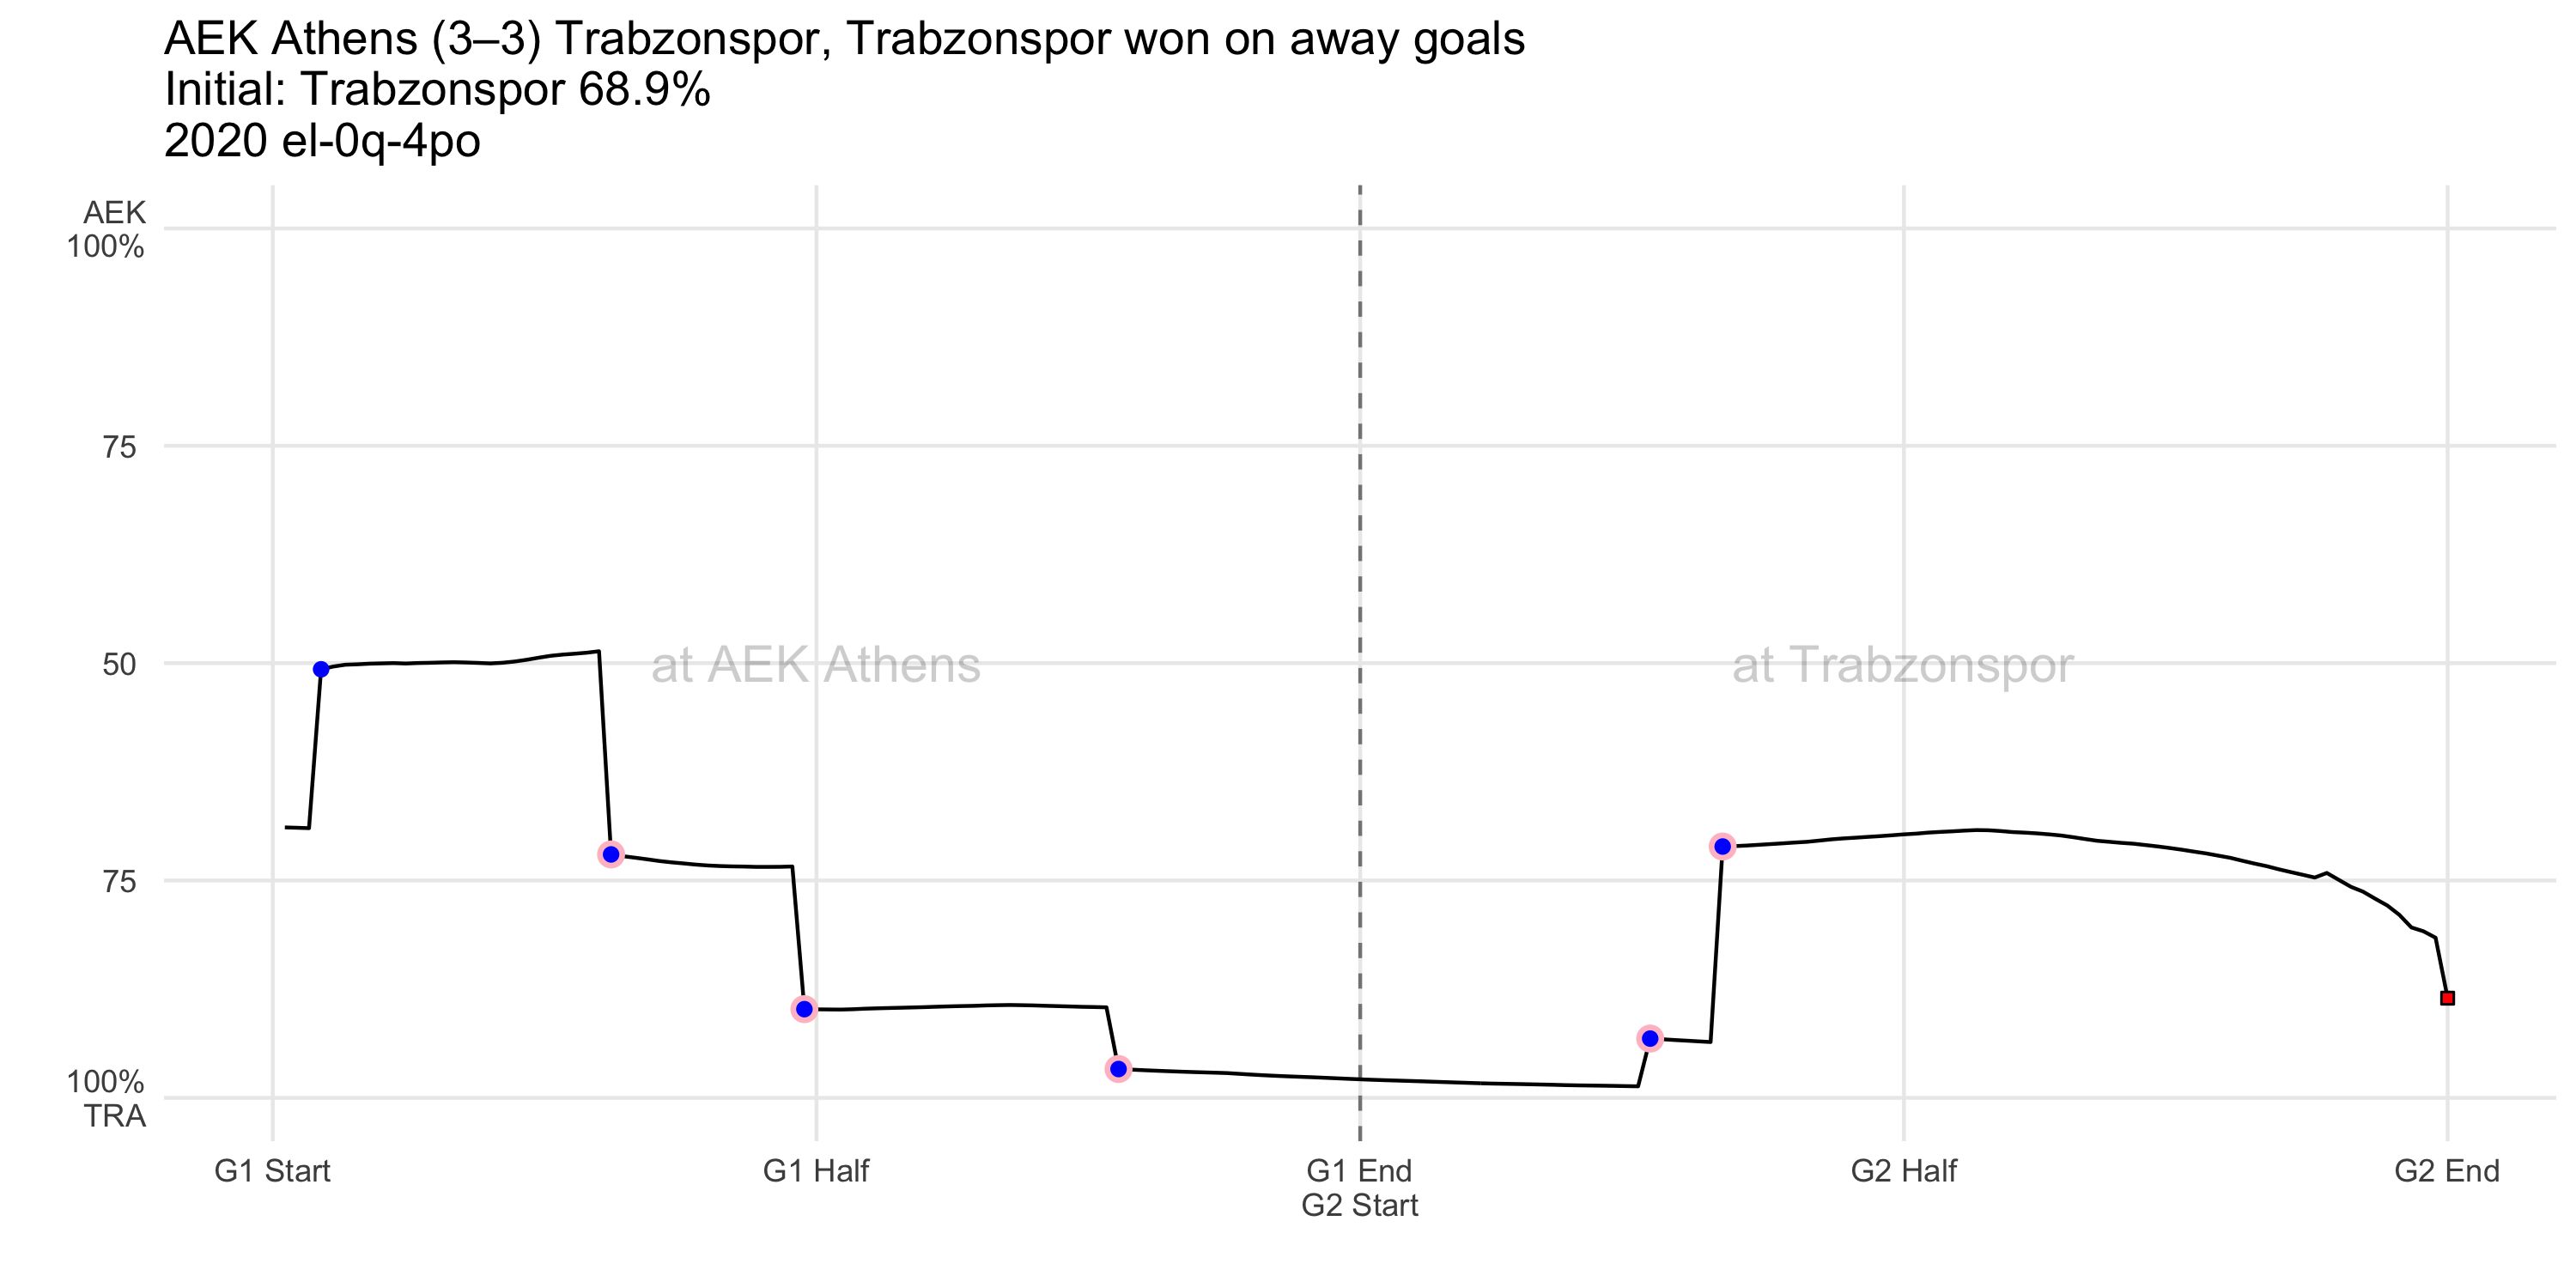 AEK Athens (3–3) Trabzonspor, Trabzonspor won on away goals
Initial: Trabzonspor 68.9%
2020 el-0q-4po
AEK
100%
75
50
75
100%
TRA
at AEK Athens
at Trabzonspor
G1 Start
G1 Half
G1 End
G2 Start
G2 Half
G2 End